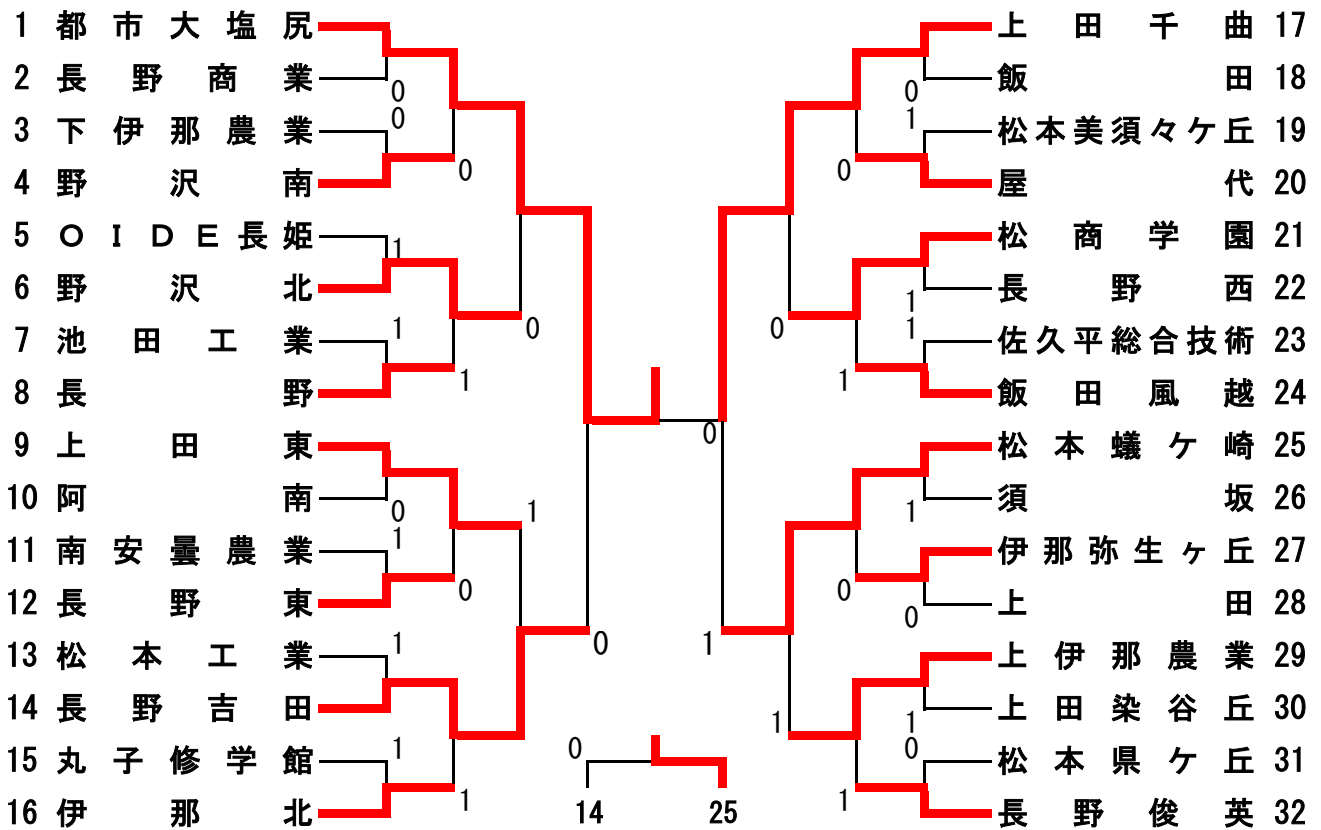 1 都市大塩尻
2 長野商業
3 下伊那農業
4 野沢南
5 ＯＩＤＥ長姫
6 野沢北
7 池田工業
8 長野
9 上田東
10 阿南
11 南安曇農業
12 長野東
13 松本工業
14 長野吉田
15 丸子修学館
16 伊那北
0
0
0
1
0
1
1
0
1
1
0
0
1
1
1
0
0
14 25
0
1
0
0
1
0
1
1
1
0
0
1
1
1
0
1
上田千曲 17
飯田 18
松本美須々ケ丘 19
屋代 20
松商学園 21
長野西 22
佐久平総合技術 23
飯田風越 24
松本蟻ケ崎 25
須坂 26
伊那弥生ヶ丘 27
上田 28
上伊那農業 29
上田染谷丘 30
松本県ケ丘 31
長野俊英 32